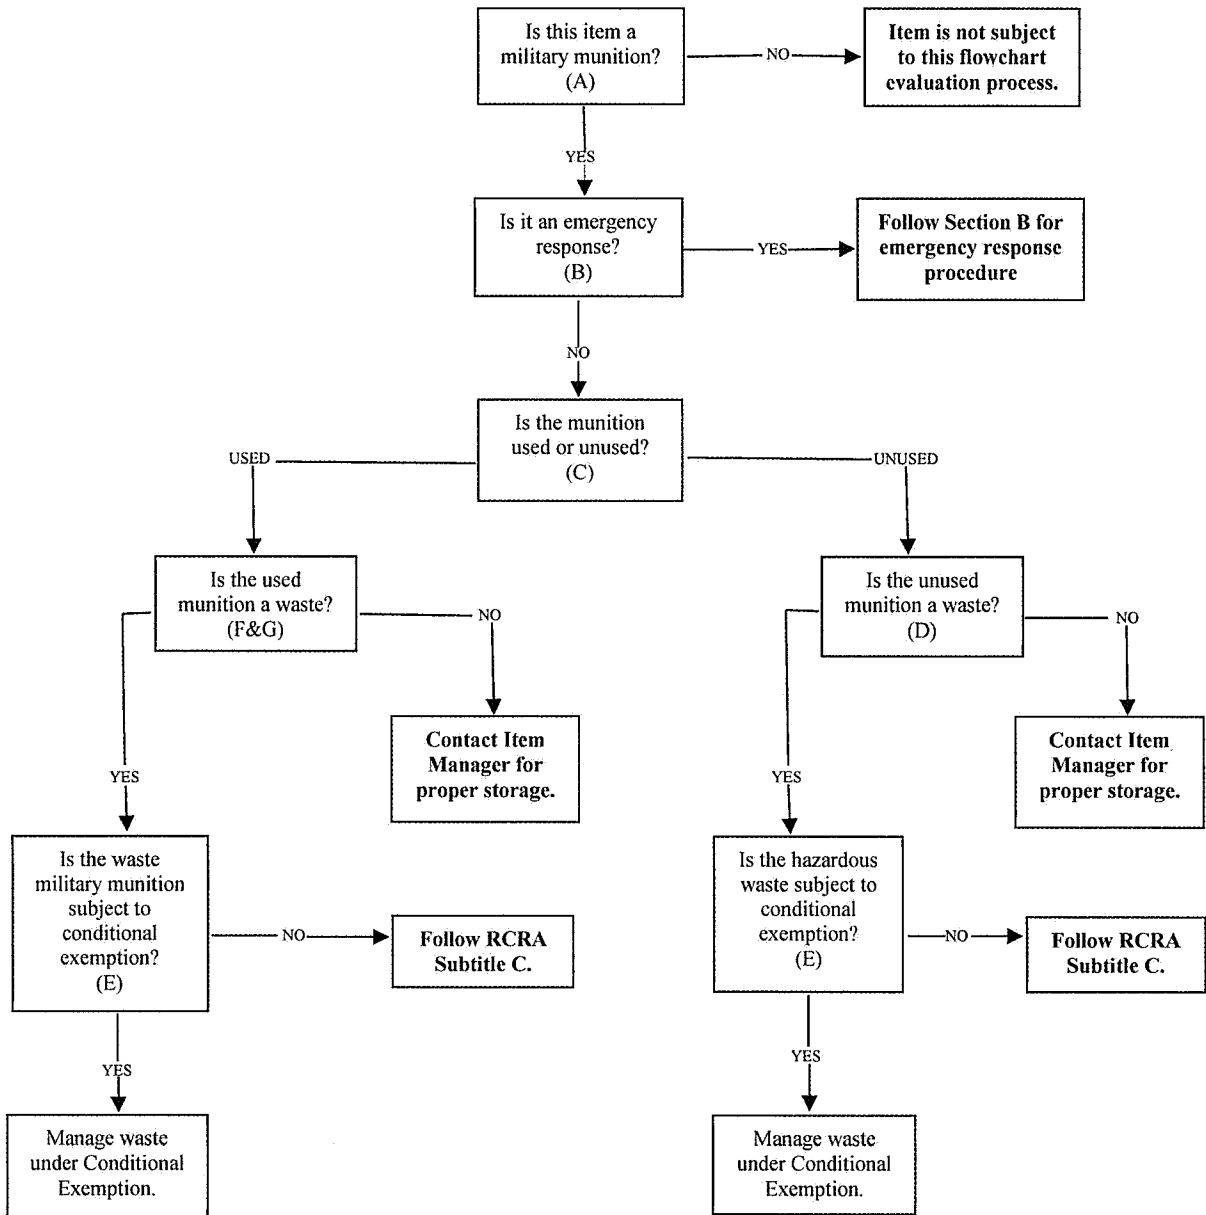 Is this item a
military munition?
(A)
NO
Item is not subject
to this flowchart
evaluation process.
YES
Is it an emergency
response?
(B)
YES
Follow Section B for
emergency response
procedure
NO
Is the munition
used or unused?
(C)
USED
UNUSED
Is the used
munition a waste?
(F&G)
NO
Is the unused
munition a waste?
(D)
NO
Contact Item
Manager for
proper storage.
Contact Item
Manager for
proper storage.
YES
YES
Is the waste
military munition
subject to
conditional
exemption?
(E)
NO
Follow RCRA
Subtitle C.
Is the hazardous
waste subject to
conditional
exemption?
(E)
NO
Follow RCRA
Subtitle C.
YES
YES
Manage waste
under Conditional
Exemption.
Manage waste
under Conditional
Exemption.